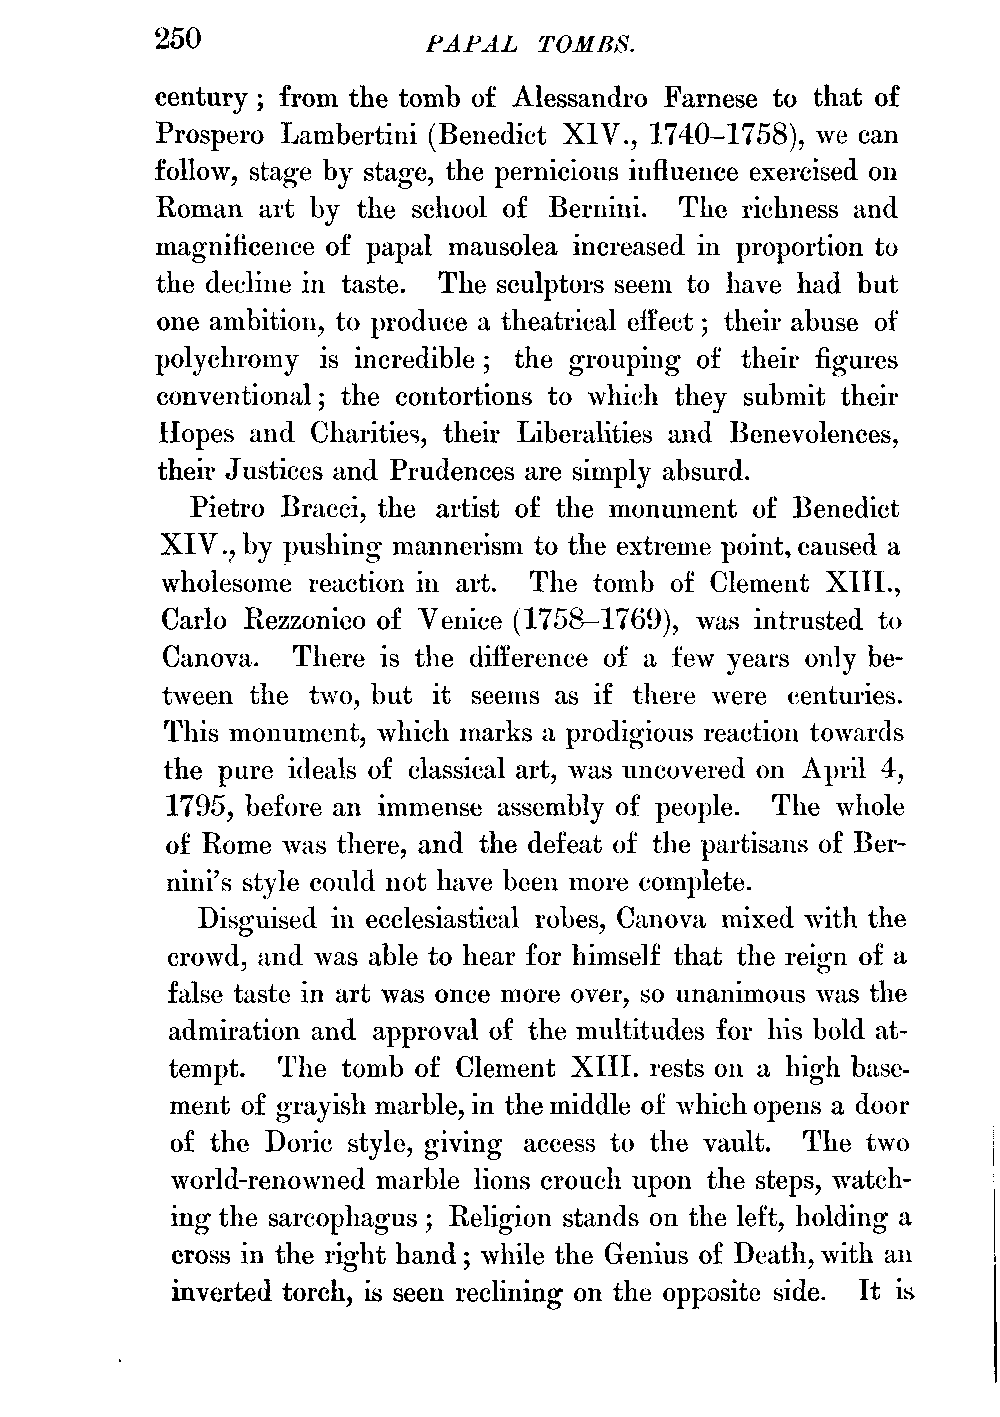 250 PAPAL TOMBS.
century ; from the tomb of Alessandro Farnese to that of
Prospero Lambertini (Benedict XIV., 1740–1758), we can
follow, stage by stage, the pernicious influence exercised on
Roman art by the school of Bernini. The richness and
magnificence of papal mausolea increased in proportion to
the decline in taste. The sculptors seem to have had but
one ambition, to produce a theatrical effect ; their abuse of
polychromy is incredible ; the grouping of their figures
conventional ; the contortions to which they submit their
Hopes and Charities, their Liberalities and Benevolences,
their Justices and Prudences are simply absurd.
Pietro Bracci, the artist of the monument of Benedict
XIV., by pushing mannerism to the extreme point, caused a
wholesome reaction in art. The tomb of Clement XIII.,
Carlo Rezzonico of Venice (1758–1769), was intrusted to
Canova. There is the difference of a few years only be-
tween the two, but it seems as if there were centuries.
This monument, which marks a prodigious reaction towards
the pure ideals of classical art, was uncovered on April 4,
1795, before an immense assembly of people. The whole
of Rome was there, and the defeat of the partisans of Ber-
nini's style could not have been more complete.
Disguised in ecclesiastical robes, Canova mixed with the
crowd, and was able to hear for himself that the reign of a
false taste in art was once more over, so unanimous was the
admiration and approval of the multitudes for his bold at-
tempt. The tomb of Clement XIII. rests on a high base-
ment of grayish marble, in the middle of which opens a door
of the Doric style, giving access to the vault. The two
world-renowned marble lions crouch upon the steps, watch-
ing the sarcophagus ; Religion stands on the left, holding a
cross in the right hand ; while the Genius of Death, with an
inverted torch, is seen reclining on the opposite side. It is